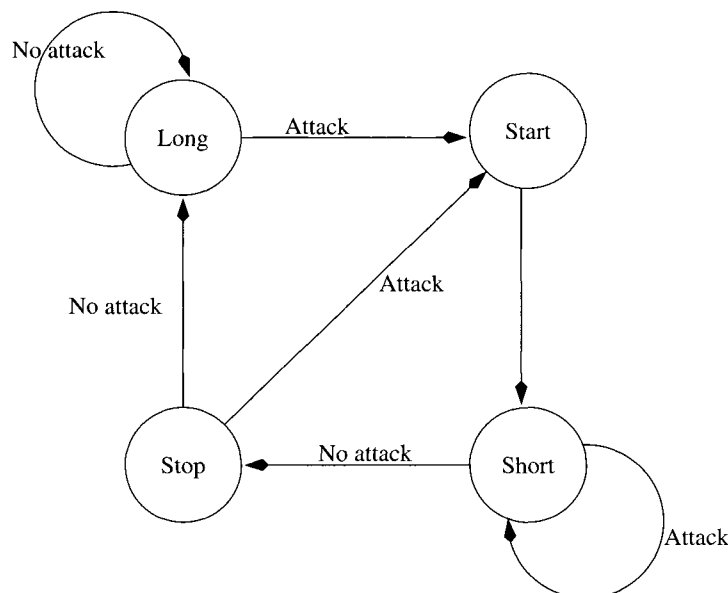 No attack
Long
Attack
Start
Attack
No attack
Stop
No attack
Short
Attack